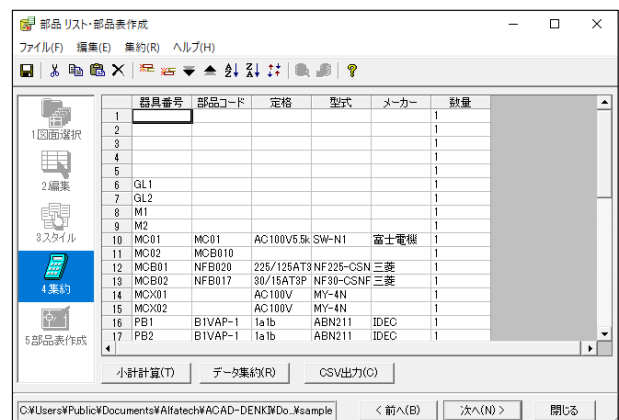 部品 リスト・部品表作成
ファイル(F) 編集(E) 集約(R) ヘルプ(H)
器具番号 部品コード 定格 型式 メーカー 数量
1 1
2 1
3 1
4 1
5 1
6 GL1 1
7 GL2 1
8 M1 1
9 M2 1
10 MC01 MC01 AC100V5.5k SW-N1 富士電機 1
11 MC02 MCB010 1
12 MCB01 NFB020 225/125AT3 NF225-CSN 三菱 1
13 MCB02 NFB017 30/15AT3P NF30-CSNF 三菱 1
14 MCX01 AC100V MY-4N 1
15 MCX02 AC100V MY-4N 1
16 PB1 B1VAP-1 1a1b ABN211 IDEC 1
17 PB2 B1VAP-1 1a1b ABN211 IDEC 1
1図面選択
2編集
3.スタイル
4.集約
5部品表作成
小計計算(T) データ集約(R) CSV出力(C)
C:¥Users¥Public¥Documents¥Alfatech¥ACAD-DENKI¥Do...¥sample < 前へ(B) 次へ(N) > 閉じる